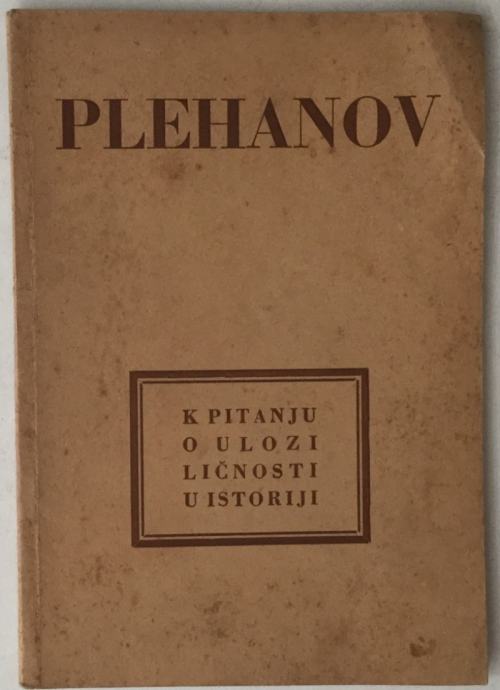 PLEHANOV
K PITANJU
O ULOZI
LIČNOSTI
U ISTORIJI